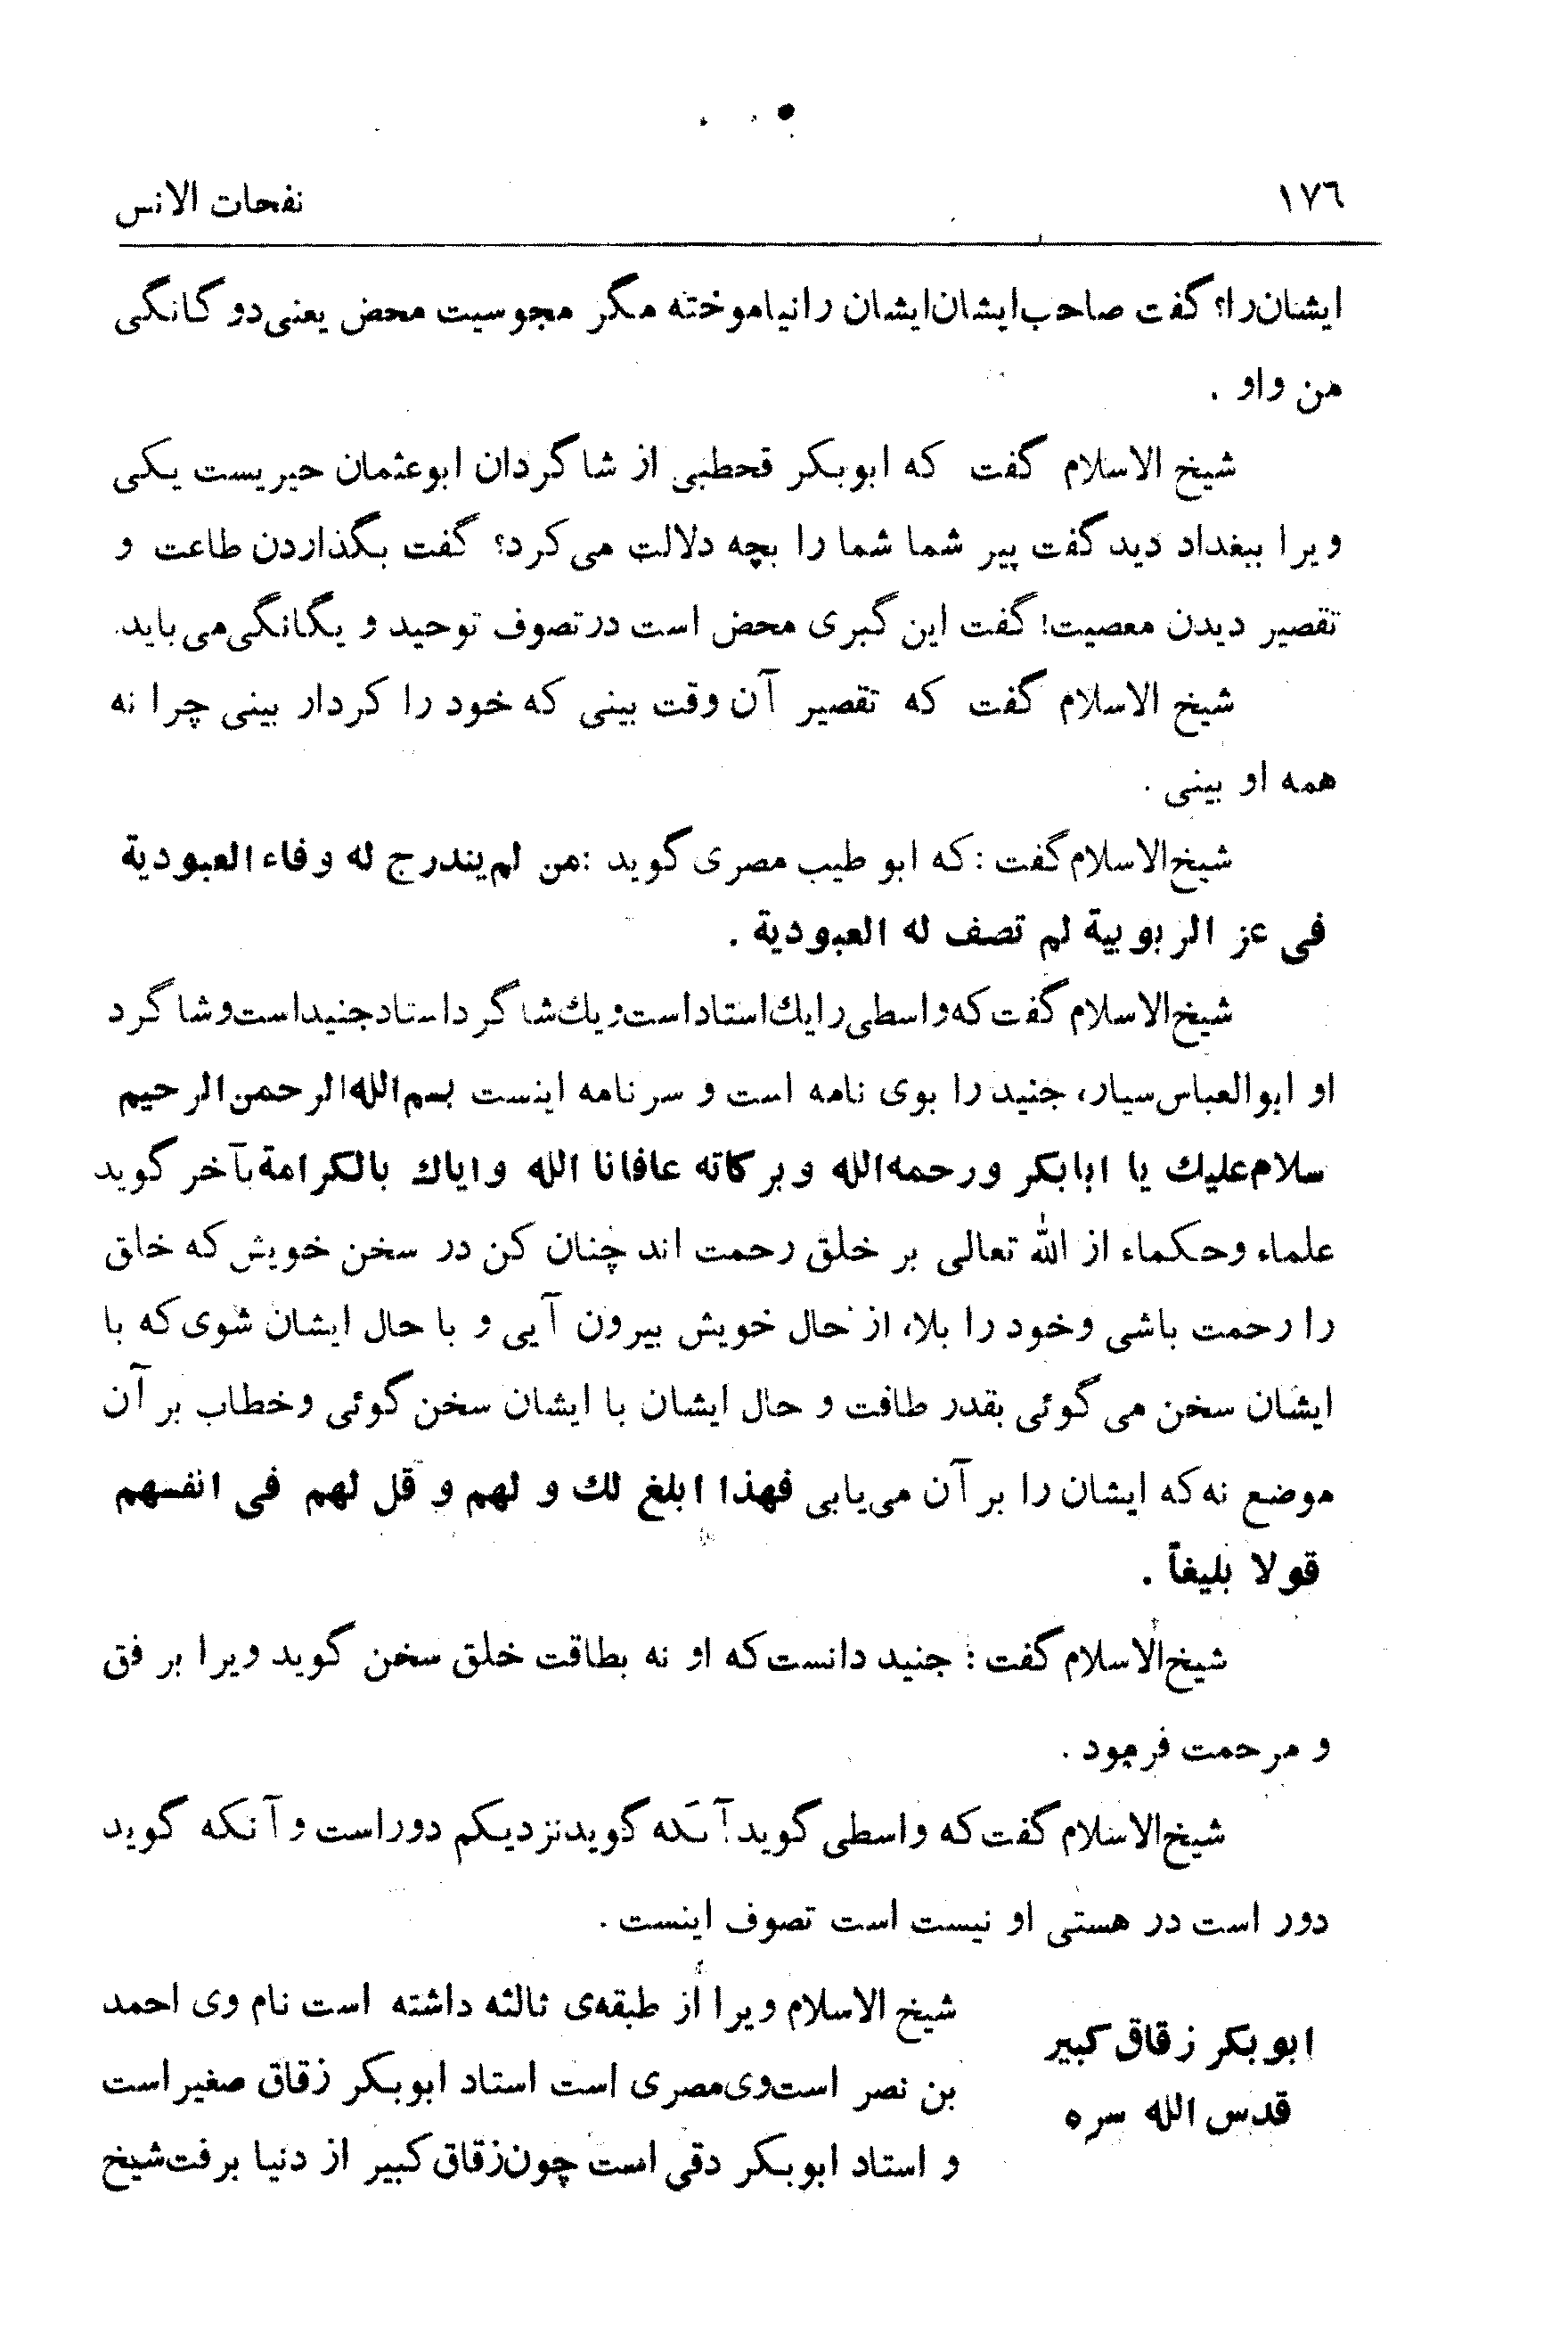 ١٧٦ نفحات الانس
ایشان را؟ گفت صاحب ایشان ایشان را نیاموخته مگر مجوسیت محض یعنی دو گانگی
من و او .
شیخ الاسلام گفت که ابوبکر قحطبی از شاگردان ابوعثمان حیریست یکی
ویرا ببغداد دید گفت پیر شما شما را بچه دلالت می کرد؟ گفت بگذاردن طاعت و
تقصیر دیدن معصیت! گفت این گبری محض است در تصوف توحید و یگانگی می باید.
شیخ الاسلام گفت که تقصیر آن وقت بینی که خود را کردار بینی چرا نه
همه او بینی .
شیخ الاسلام گفت : که ابو طیب مصری گوید : من لم یندرج له وفاء العبودیة
فی عز الربوبیة لم تصف له العبودیة .
شیخ الاسلام گفت که واسطی را یك استاد است و یك شاگرد استاد جنید است و شاگرد
او ابوالعباس سیار، جنید را بوی نامه است و سر نامه اینست بسم الله الرحمن الرحیم
سلام علیك یا ابابکر ورحمه الله وبرکاته عافانا الله وایاك بالکرامة بآخر گوید
علماء وحکماء از الله تعالی بر خلق رحمت اند چنان کن در سخن خویش که خلق
را رحمت باشی وخود را بلا، از حال خویش بیرون آیی و با حال ایشان شوی که با
ایشان سخن می گوئی بقدر طاقت و حال ایشان با ایشان سخن گوئی وخطاب بر آن
موضع نه که ایشان را بر آن می یابی فهذا ابلغ لك و لهم و قل لهم فی انفسهم
قولا بلیغاً .
شیخ الاسلام گفت : جنید دانست که او نه بطاقت خلق سخن گوید ویرا بر فق
و مرحمت فرمود .
شیخ الاسلام گفت که واسطی گوید آنکه گوید نزدیکم دور است و آنکه گوید
دور است در هستی او نیست است تصوف اینست .
ابوبکر زقاق کبیر
قدس الله سره
شیخ الاسلام ویرا از طبقه‌ی ثالثه داشته است نام وی احمد
بن نصر است وی مصری است استاد ابوبکر زقاق صغیر است
و استاد ابوبکر دقی است چون زقاق کبیر از دنیا برفت شیخ